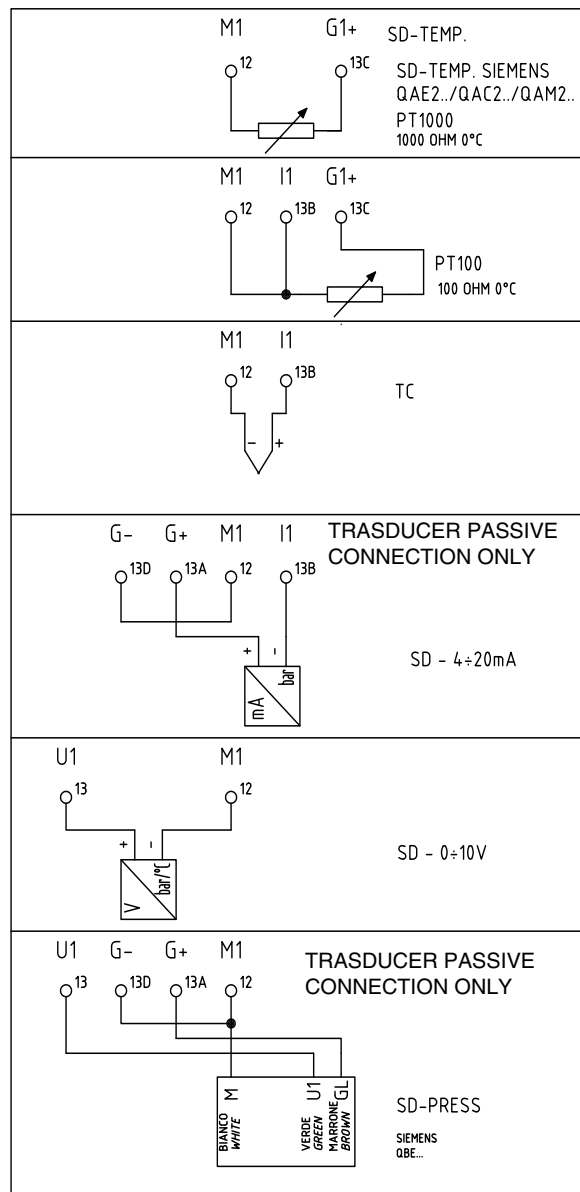 M1 G1+ SD-TEMP.
12 13C SD-TEMP. SIEMENS
QAE2../QAC2../QAM2..
PT1000
1000 OHM 0°C
M1 I1 G1+
12 13B 13C
PT100
100 OHM 0°C
M1 I1
12 13B
TC
- +
G- G+ M1 I1 TRASDUCER PASSIVE
CONNECTION ONLY
13D 13A 12 13B
+ -
SD - 4÷20mA
mA bar
U1 M1
13 12
+ -
SD - 0÷10V
V bar/°C
U1 G- G+ M1 TRASDUCER PASSIVE
CONNECTION ONLY
13 13D 13A 12
M U1 GL
BIANCO VERDE MARRONE
WHITE GREEN BROWN
SD-PRESS
SIEMENS
QBE...